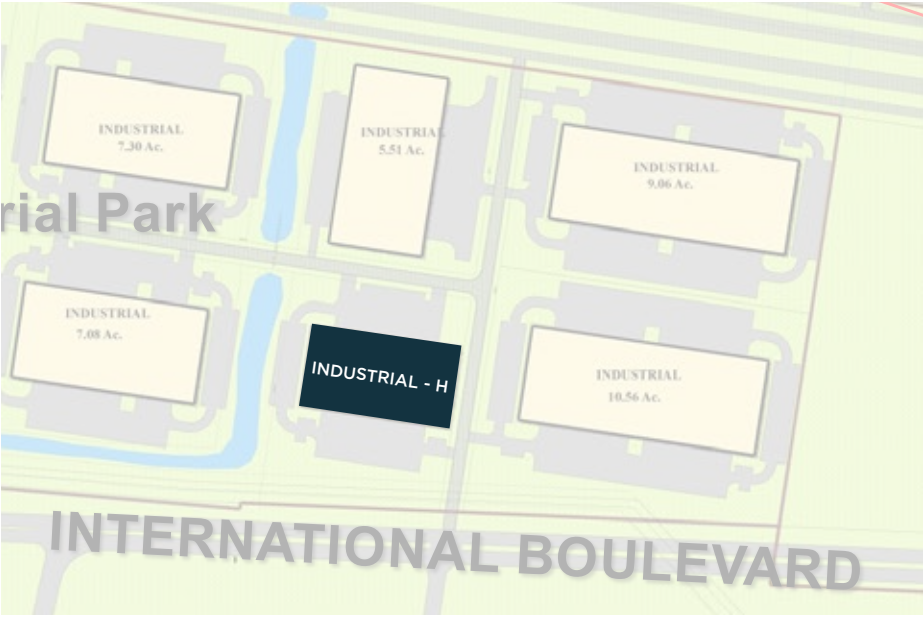 INDUSTRIAL
7.30 Ac.
INDUSTRIAL
5.51 Ac.
INDUSTRIAL
9.06 Ac.
rial Park
INDUSTRIAL
7.08 Ac.
INDUSTRIAL - H
INDUSTRIAL
10.56 Ac.
INTERNATIONAL BOULEVARD